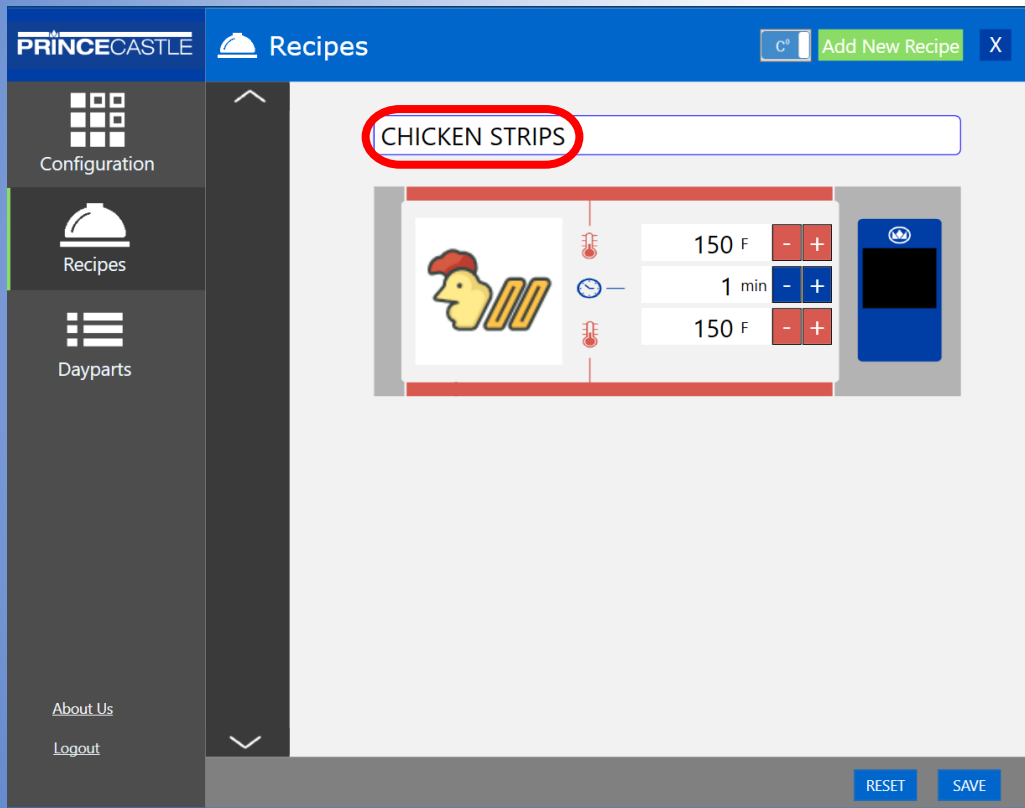 PRINCECASTLE
Recipes
C°
Add New Recipe
X
Configuration
Recipes
Dayparts
About Us
Logout
CHICKEN STRIPS
150 F - +
1 min - +
150 F - +
RESET
SAVE